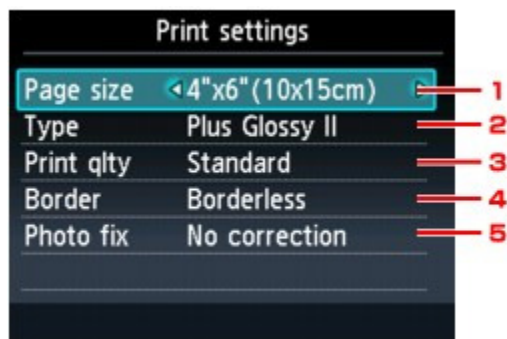 Print settings
Page size 4"x6"(10x15cm) 1
Type Plus Glossy II 2
Print qlty Standard 3
Border Borderless 4
Photo fix No correction 5